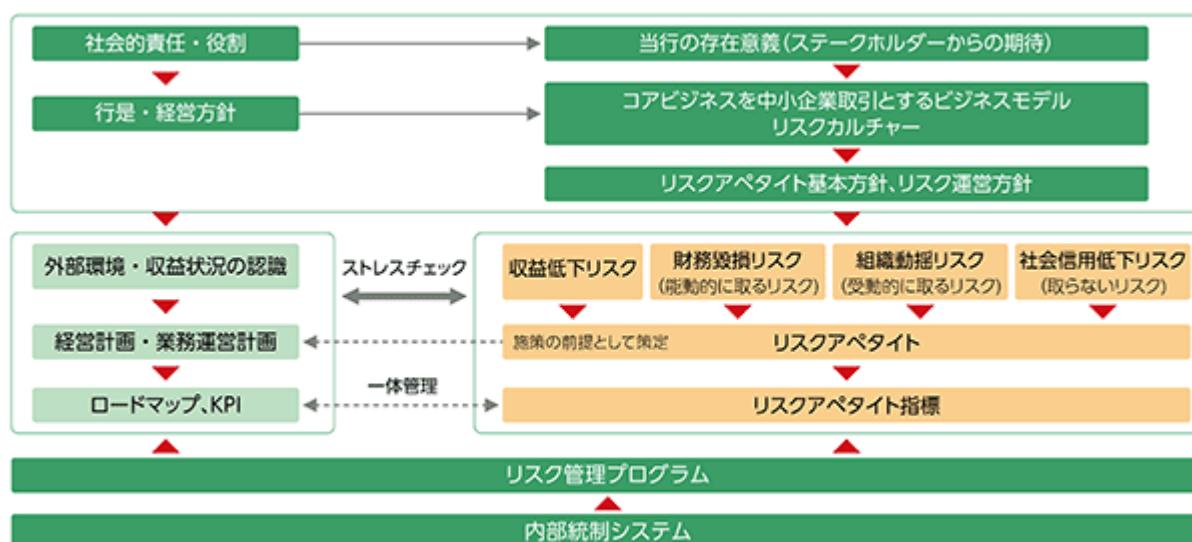 社会的責任・役割
当行の存在意義(ステークホルダーからの期待)
行是・経営方針
コアビジネスを中小企業取引とするビジネスモデル
リスクカルチャー
リスクアペタイト基本方針、リスク運営方針
外部環境・収益状況の認識
ストレスチェック
収益低下リスク
財務毀損リスク
(能動的に取るリスク)
組織動揺リスク
(受動的に取るリスク)
社会信用低下リスク
(取らないリスク)
経営計画・業務運営計画
施策の前提として策定
リスクアペタイト
一体管理
ロードマップ、KPI
リスクアペタイト指標
リスク管理プログラム
内部統制システム